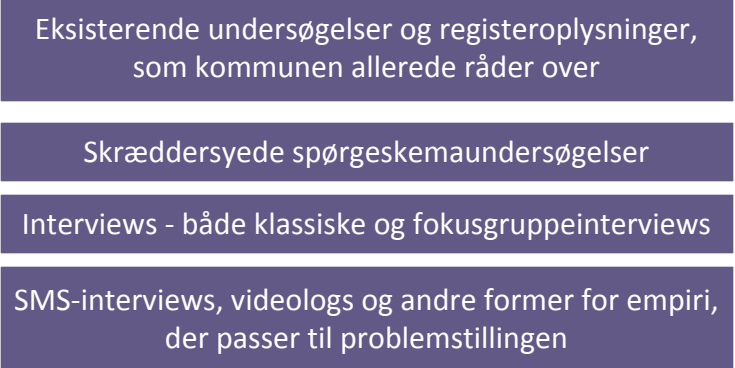 Eksisterende undersøgelser og registeroplysninger,
som kommunen allerede råder over
Skræddersyede spørgeskemaundersøgelser
Interviews - både klassiske og fokusgruppeinterviews
SMS-interviews, videologs og andre former for empiri,
der passer til problemstillingen